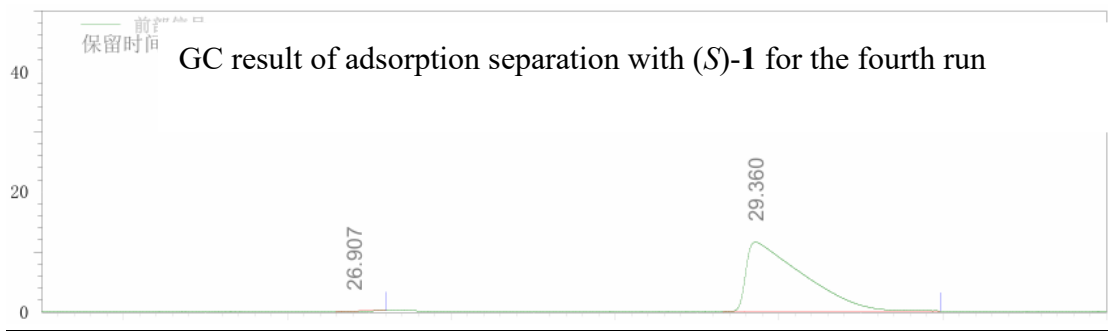 保留时间
GC result of adsorption separation with (S)-1 for the fourth run
40
20
0
26.907
29.360